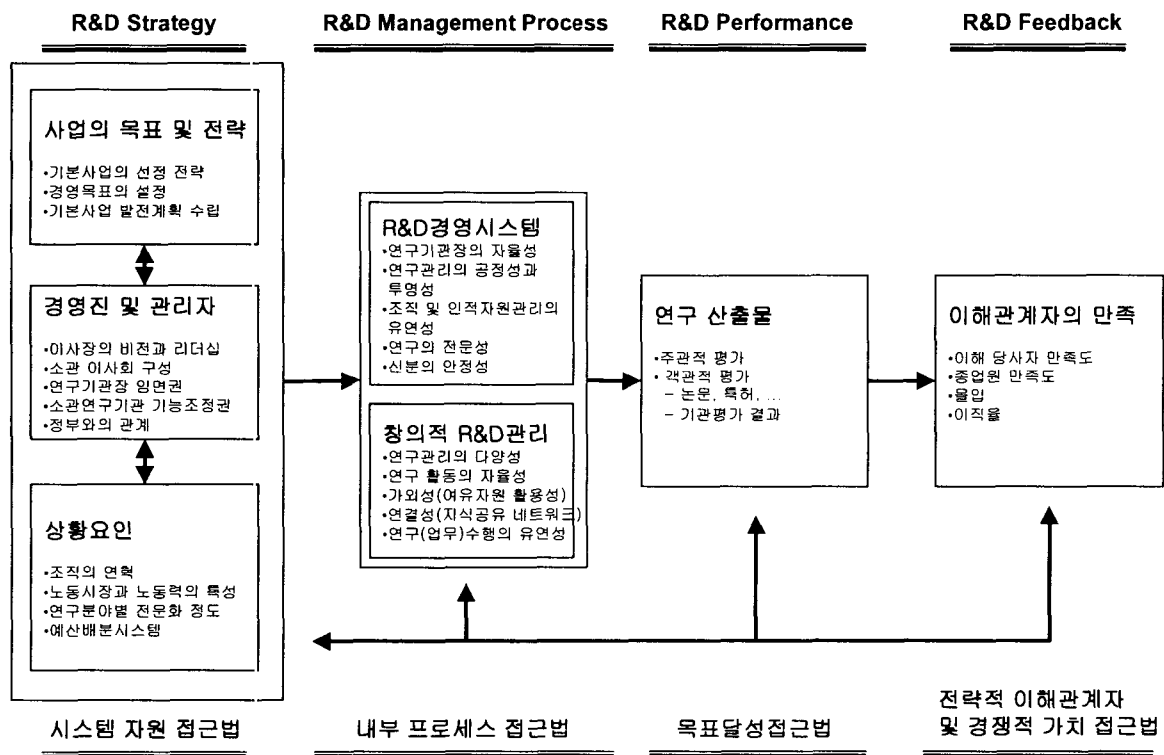 R&D Strategy
R&D Management Process
R&D Performance
R&D Feedback
사업의 목표 및 전략
•기본사업의 선정 전략
•경영목표의 설정
•기본사업 발전계획 수립
경영진 및 관리자
•이사장의 비전과 리더십
•소관 이사회 구성
•연구기관장 임면권
•소관연구기관 기능조정권
•정부와의 관계
상황요인
•조직의 연혁
•노동시장과 노동력의 특성
•연구분야별 전문화 정도
•예산배분시스템
R&D경영시스템
•연구기관장의 자율성
•연구관리의 공정성과
투명성
•조직 및 인적자원관리의
유연성
•연구의 전문성
•신분의 안정성
창의적 R&D관리
•연구관리의 다양성
•연구 활동의 자율성
•가외성(여유자원 활용성)
•연결성(지식공유 네트워크)
•연구(업무)수행의 유연성
연구 산출물
•주관적 평가
• 객관적 평가
– 논문, 특허, ...
– 기관평가 결과
이해관계자의 만족
•이해 당사자 만족도
•종업원 만족도
•몰입
•이직율
시스템 자원 접근법
내부 프로세스 접근법
목표달성접근법
전략적 이해관계자
및 경쟁적 가치 접근법